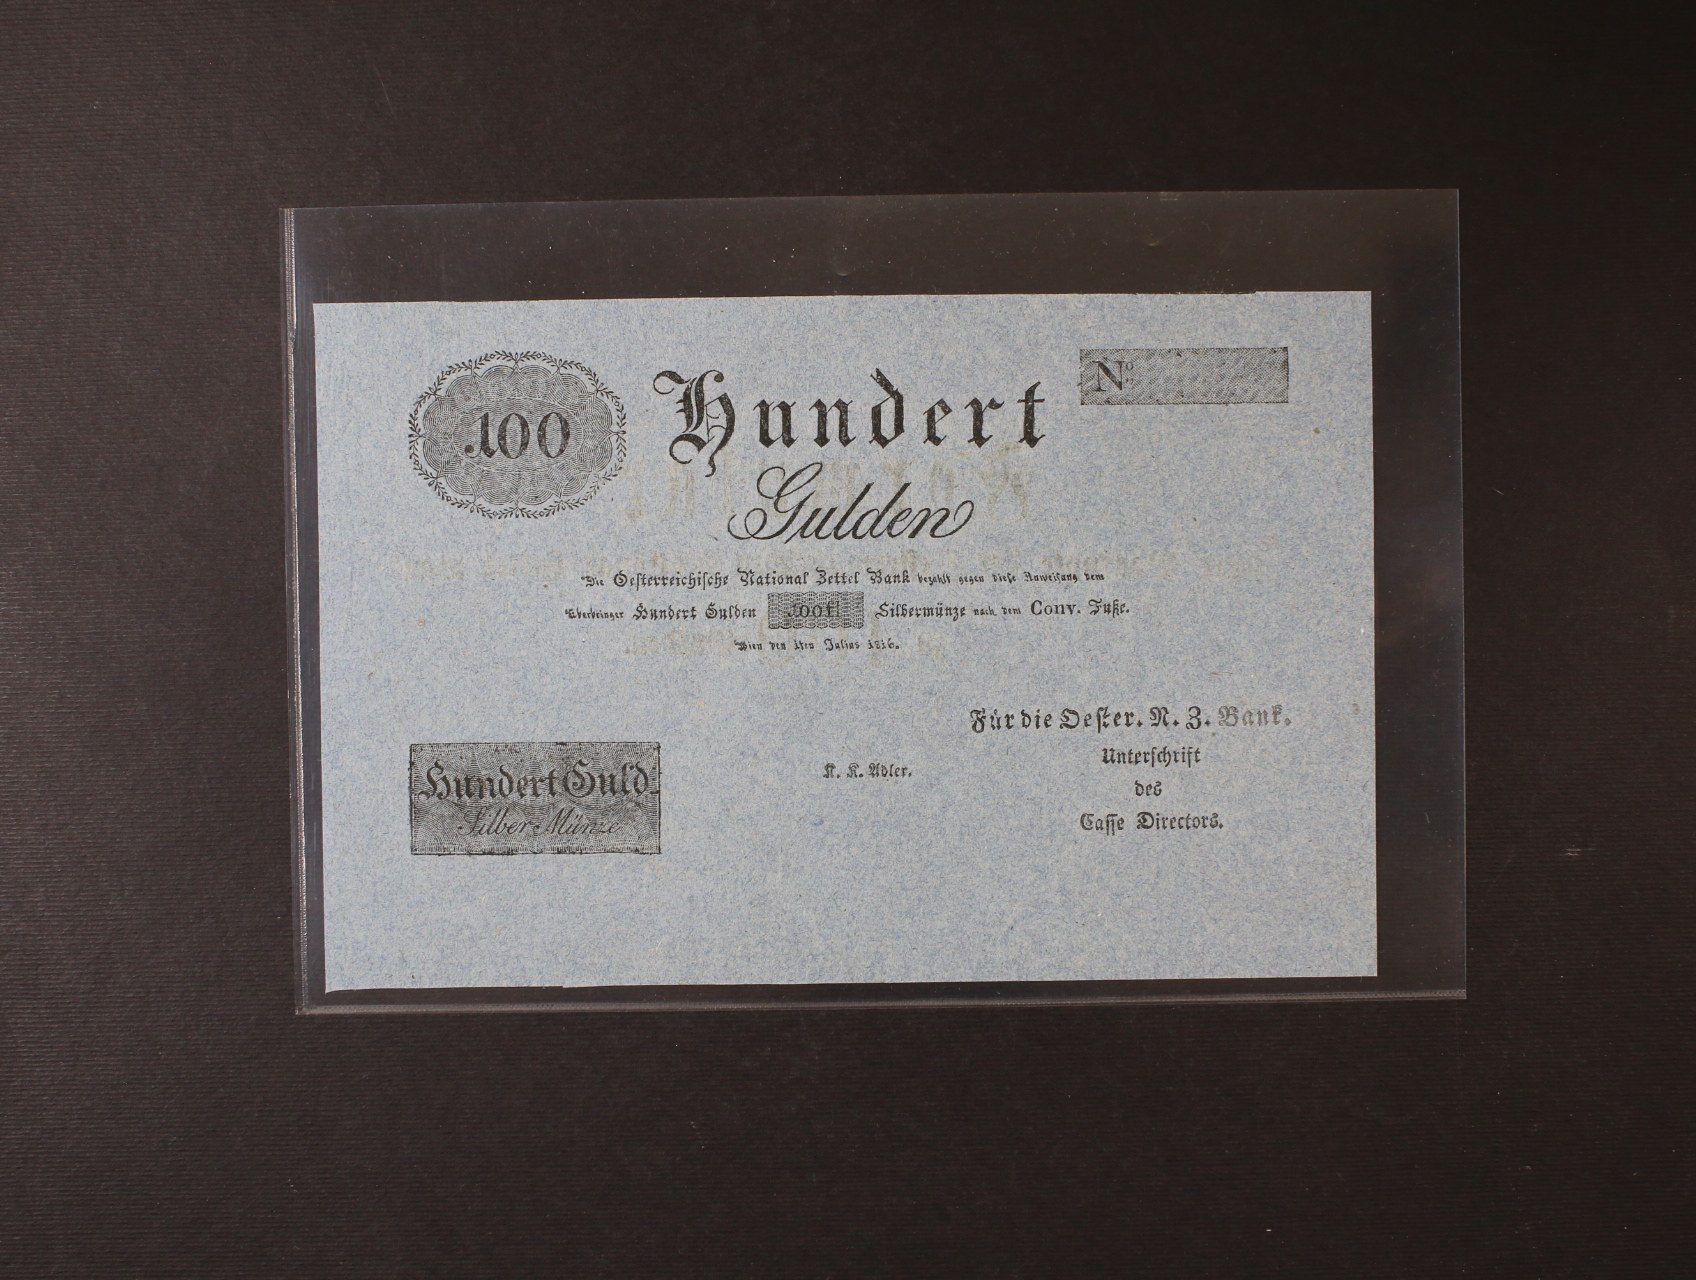 100
Hundert
Nº
Gulden
Die Oesterreichische National Zettel Bank bezahlt gegen diese Anweisung dem
Uberbringer Hundert Gulden 100 fl Silbermünze nach dem Conv. Fuße.
Wien den 1ten Julius 1816.
Für die Oester. N. Z. Bank.
Unterschrift
des
Casse Directors.
K. K. Adler.
Hundert Guld.
Silber Münze